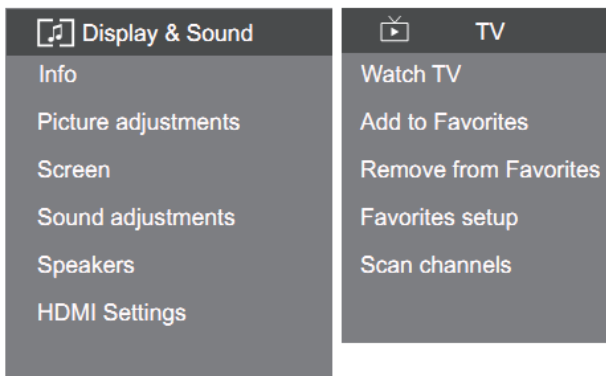 Display & Sound
Info
Picture adjustments
Screen
Sound adjustments
Speakers
HDMI Settings
TV
Watch TV
Add to Favorites
Remove from Favorites
Favorites setup
Scan channels